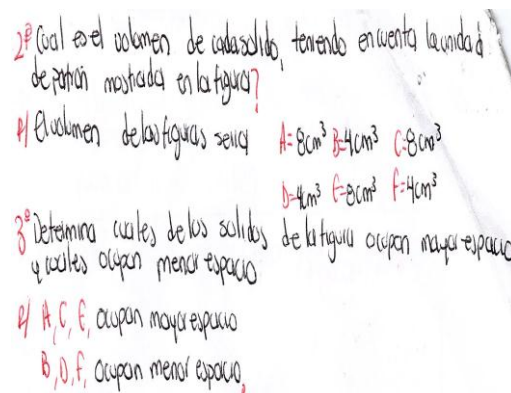 2º Cual es el volumen de cada solido, teniendo en cuenta la unidad
de patrón mostrada en la figura?
R/ El volumen de las figuras seria A= 8cm³ B=4cm³ C=8cm³
D=4cm³ E=8cm³ F=4cm³
3º Determina cuales de los solidos de la figura ocupan mayor espacio
y cuales ocupan menor espacio
R/ A, C, E, ocupan mayor espacio
B, D, F, ocupan menor espacio,